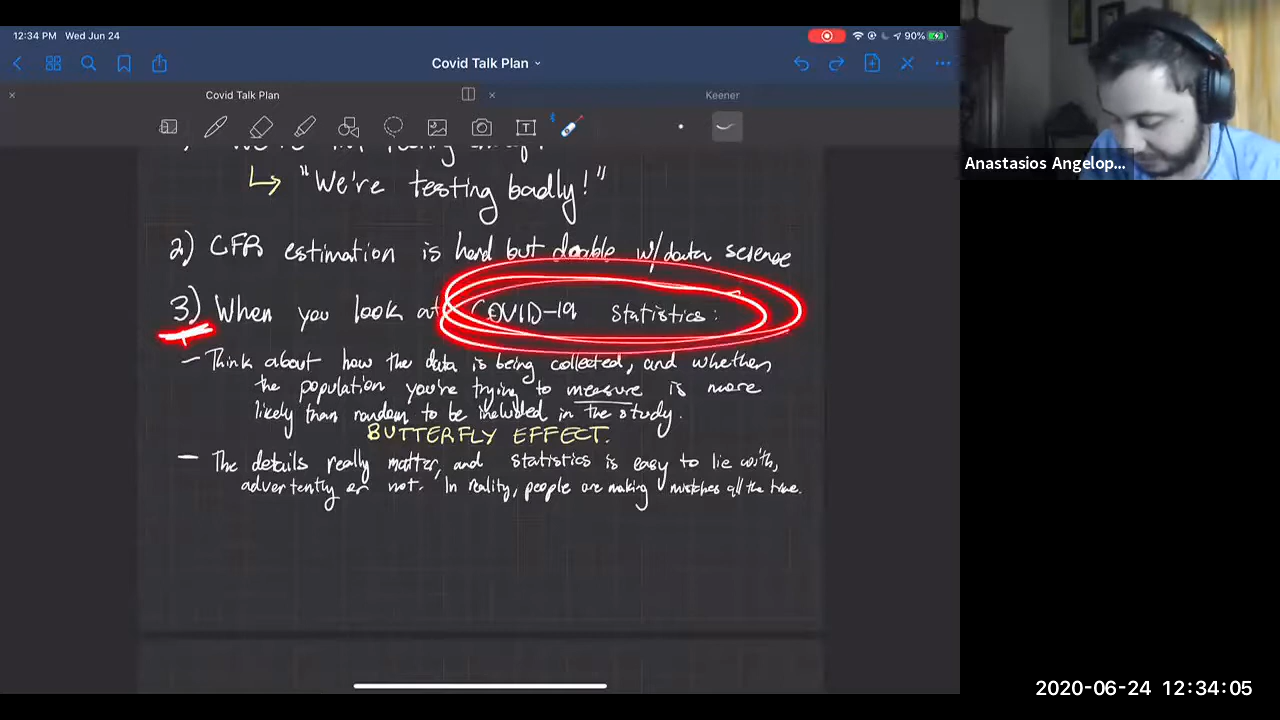 12:34 PM Wed Jun 24
90%
Covid Talk Plan
Covid Talk Plan
Keener
T
Anastasios Angelop...
"We're testing badly!"
2) CFR estimation is hard but doable w/ data science
3) When you look at COVID-19 statistics:
- Think about how the data is being collected, and whether
the population you're trying to measure is more
likely than random to be included in the study.
BUTTERFLY EFFECT.
- The details really matter, and statistics is easy to lie with,
advertently or not. In reality, people are making mistakes all the time.
2020-06-24 12:34:05